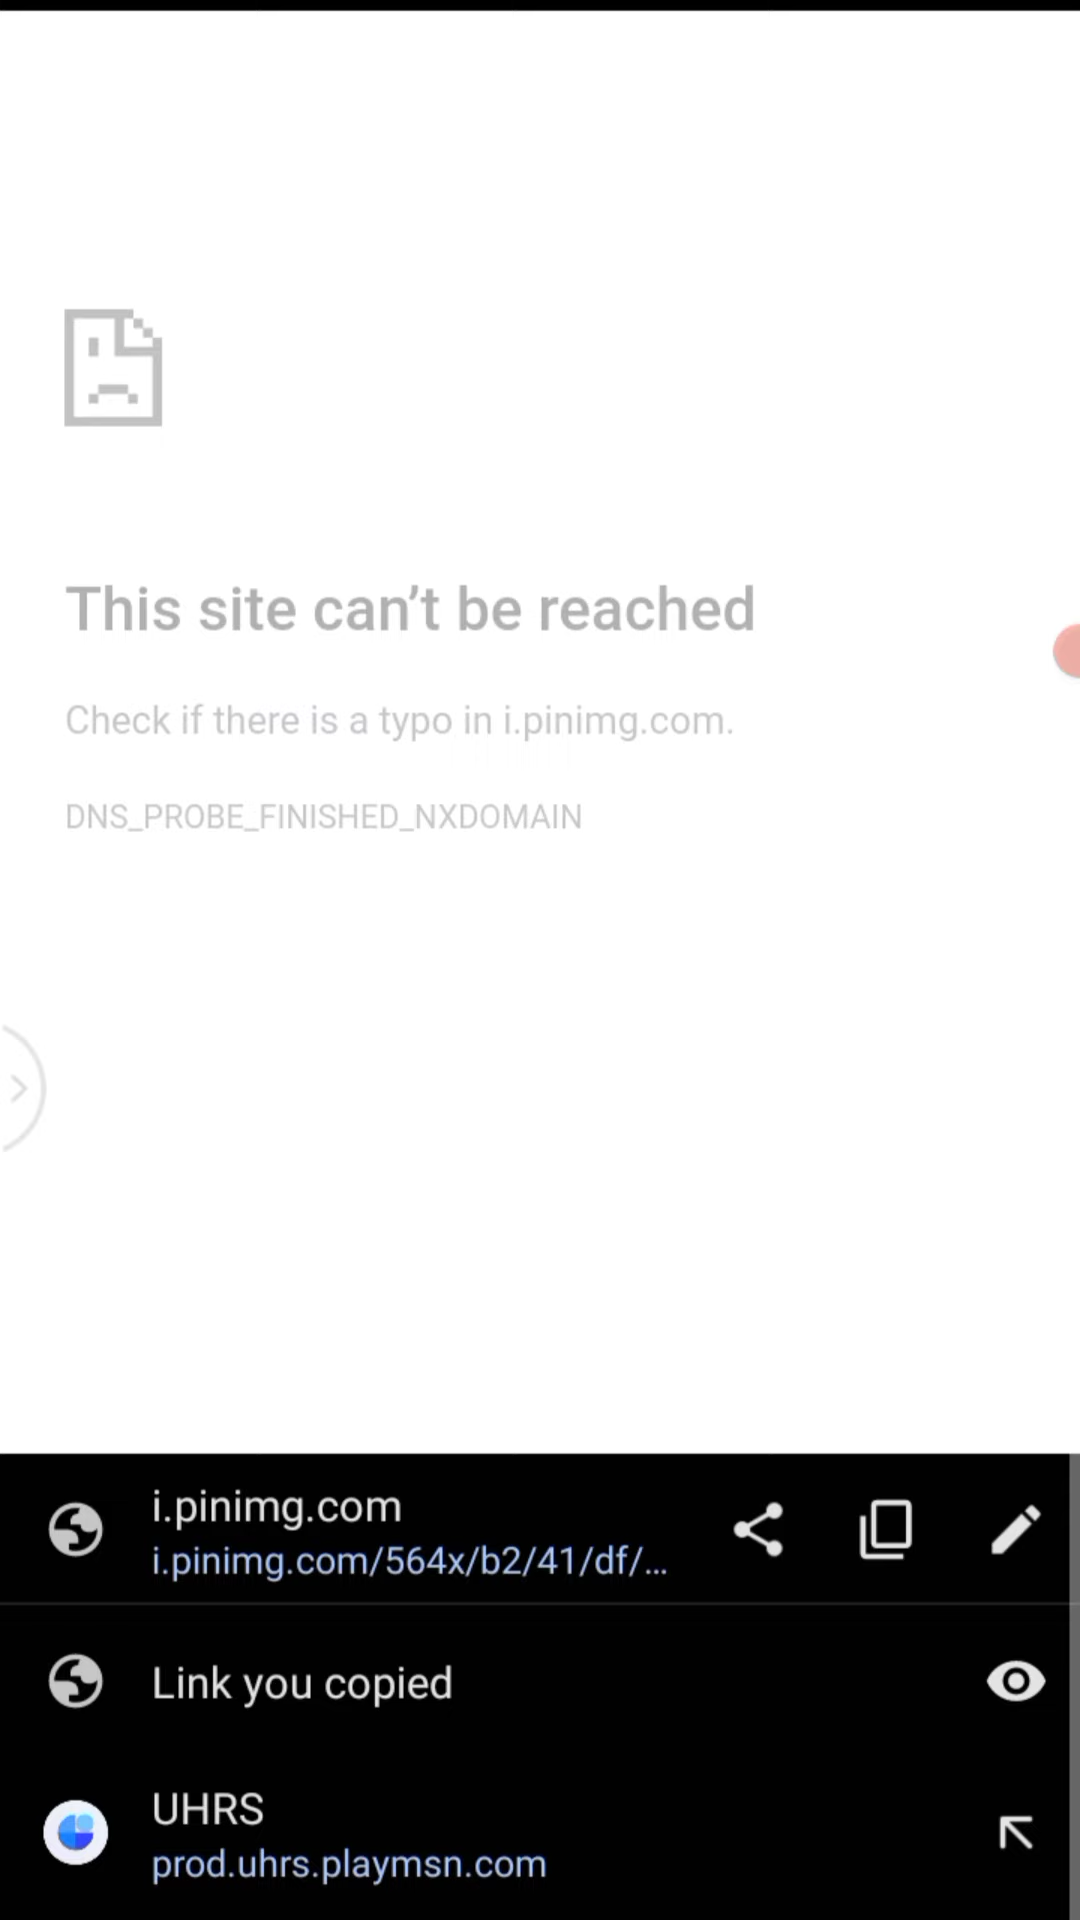 This site can’t be reached
Check if there is a typo in i.pinimg.com.
DNS_PROBE_FINISHED_NXDOMAIN
i.pinimg.com
i.pinimg.com/564x/b2/41/df/...
Link you copied
UHRS
prod.uhrs.playmsn.com